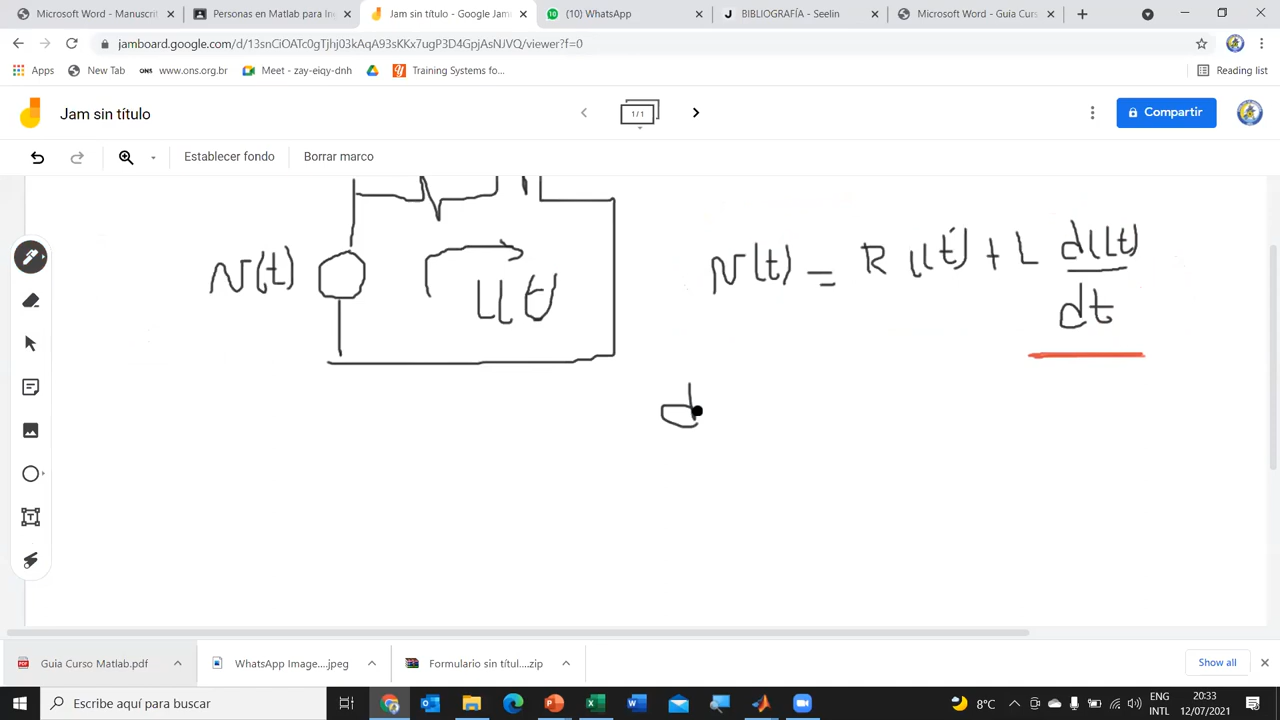 Microsoft Word - Manuscri
Personas en Matlab para In
Jam sin título - Google Jam
(10) WhatsApp
BIBLIOGRAFÍA - Seelin
Microsoft Word - Guia Curs
jamboard.google.com/d/13snCiOATc0gTjhj03kAqA93sKKx7ugP3D4GpjAsNJVQ/viewer?f=0
Apps
New Tab
ONS www.ons.org.br
Meet - zay-eiqy-dnh
Training Systems fo...
Reading list
Jam sin título
1/1
Compartir
Establecer fondo
Borrar marco
v(t)
i(t)
v(t) = R i(t) + L di(t)
dt
d
Guia Curso Matlab.pdf
WhatsApp Image....jpeg
Formulario sin títul....zip
Show all
Escribe aquí para buscar
8°C
ENG
INTL
20:33
12/07/2021